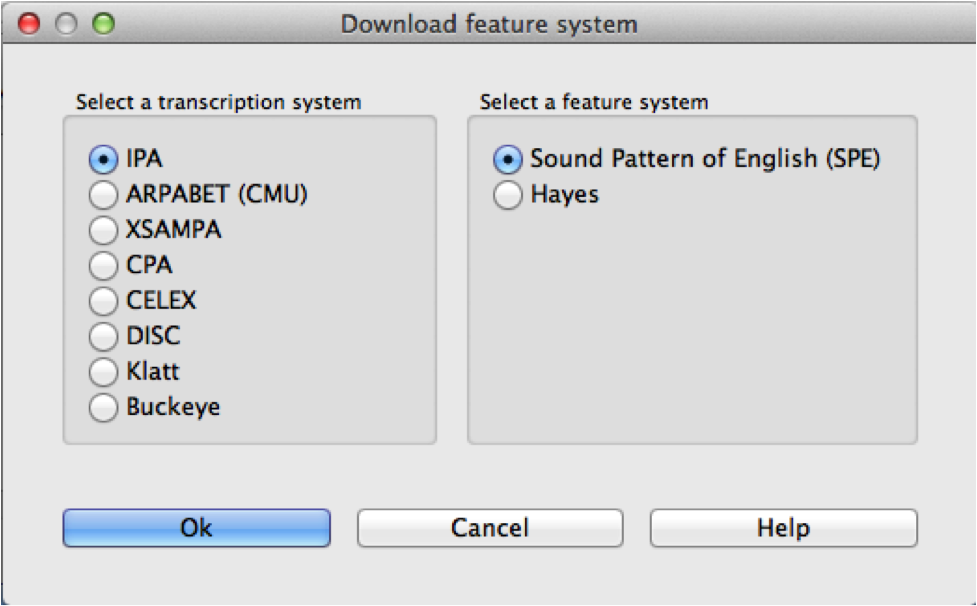 Download feature system
Select a transcription system
IPA
ARPABET (CMU)
XSAMPA
CPA
CELEX
DISC
Klatt
Buckeye
Select a feature system
Sound Pattern of English (SPE)
Hayes
Ok
Cancel
Help